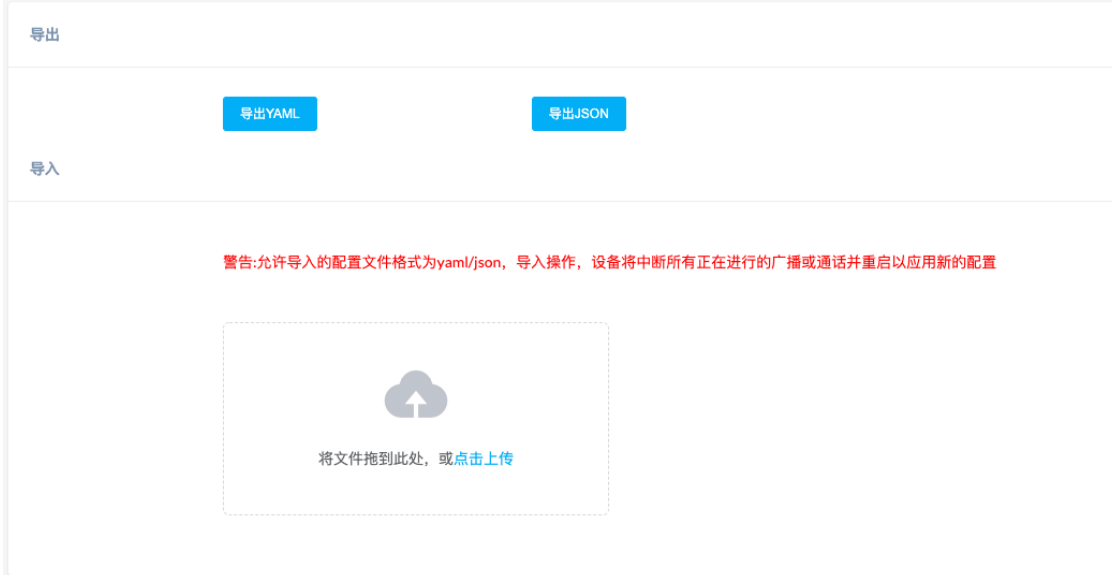 导出
导出YAML
导出JSON
导入
警告:允许导入的配置文件格式为yaml/json，导入操作，设备将中断所有正在进行的广播或通话并重启以应用新的配置
将文件拖到此处，或点击上传